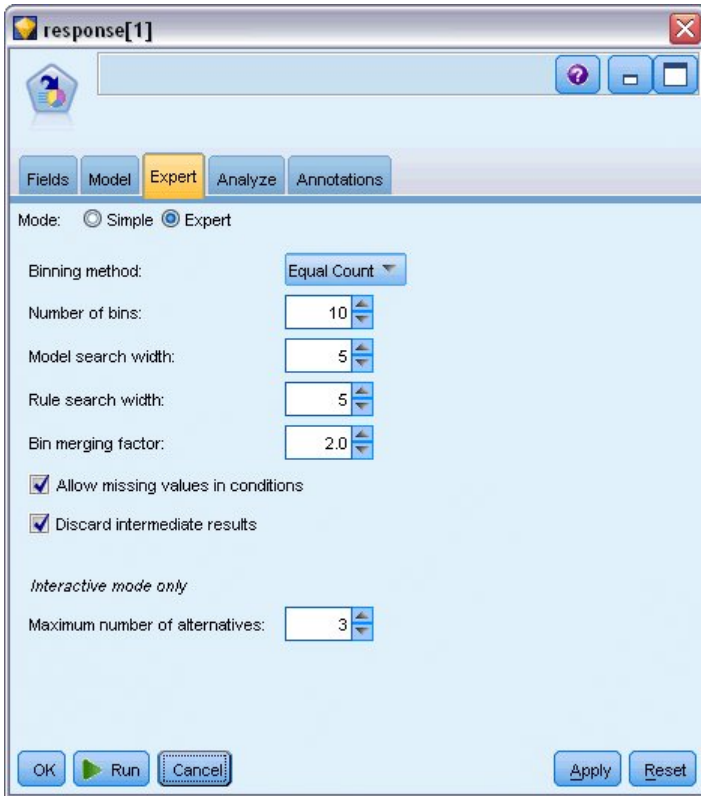 response[1]
Fields Model Expert Analyze Annotations
Mode: Simple Expert
Binning method: Equal Count
Number of bins: 10
Model search width: 5
Rule search width: 5
Bin merging factor: 2.0
Allow missing values in conditions
Discard intermediate results
Interactive mode only
Maximum number of alternatives: 3
OK Run Cancel Apply Reset